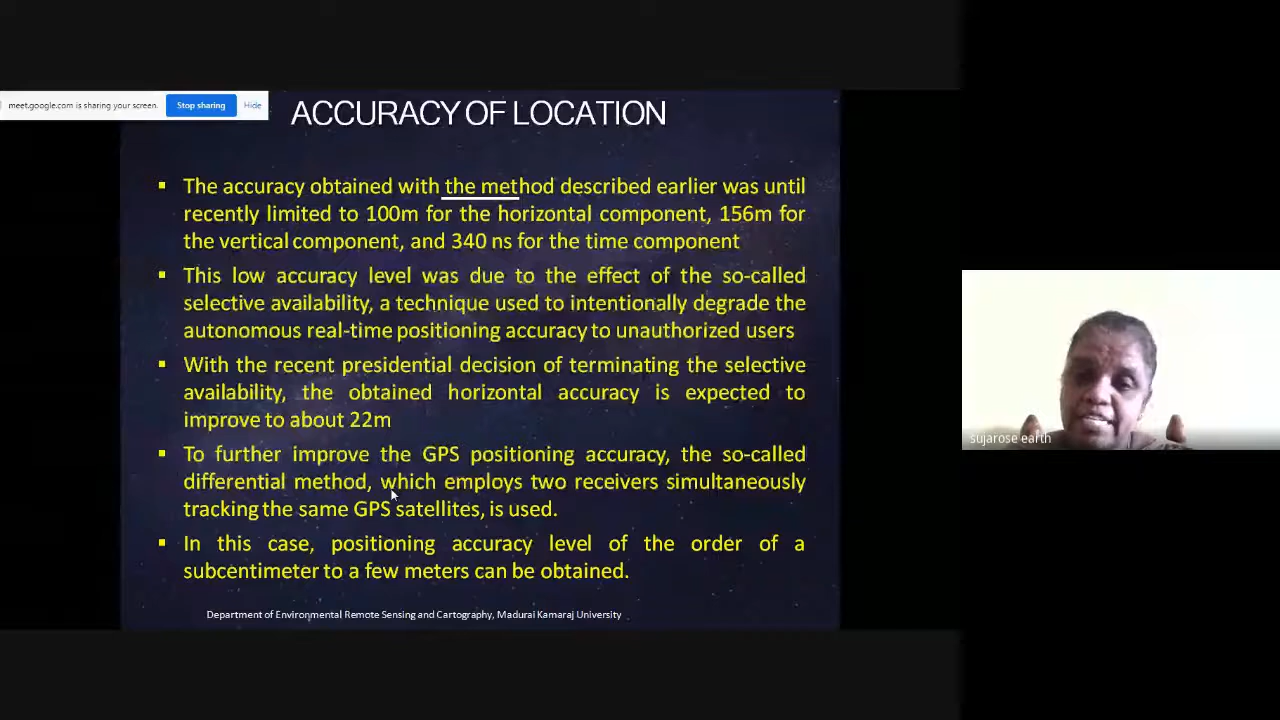 meet.google.com is sharing your screen. Stop sharing Hide
ACCURACY OF LOCATION
▪ The accuracy obtained with the method described earlier was until
recently limited to 100m for the horizontal component, 156m for
the vertical component, and 340 ns for the time component
▪ This low accuracy level was due to the effect of the so-called
selective availability, a technique used to intentionally degrade the
autonomous real-time positioning accuracy to unauthorized users
▪ With the recent presidential decision of terminating the selective
availability, the obtained horizontal accuracy is expected to
improve to about 22m
▪ To further improve the GPS positioning accuracy, the so-called
differential method, which employs two receivers simultaneously
tracking the same GPS satellites, is used.
▪ In this case, positioning accuracy level of the order of a
subcentimeter to a few meters can be obtained.
Department of Environmental Remote Sensing and Cartography, Madurai Kamaraj University
sujarose earth